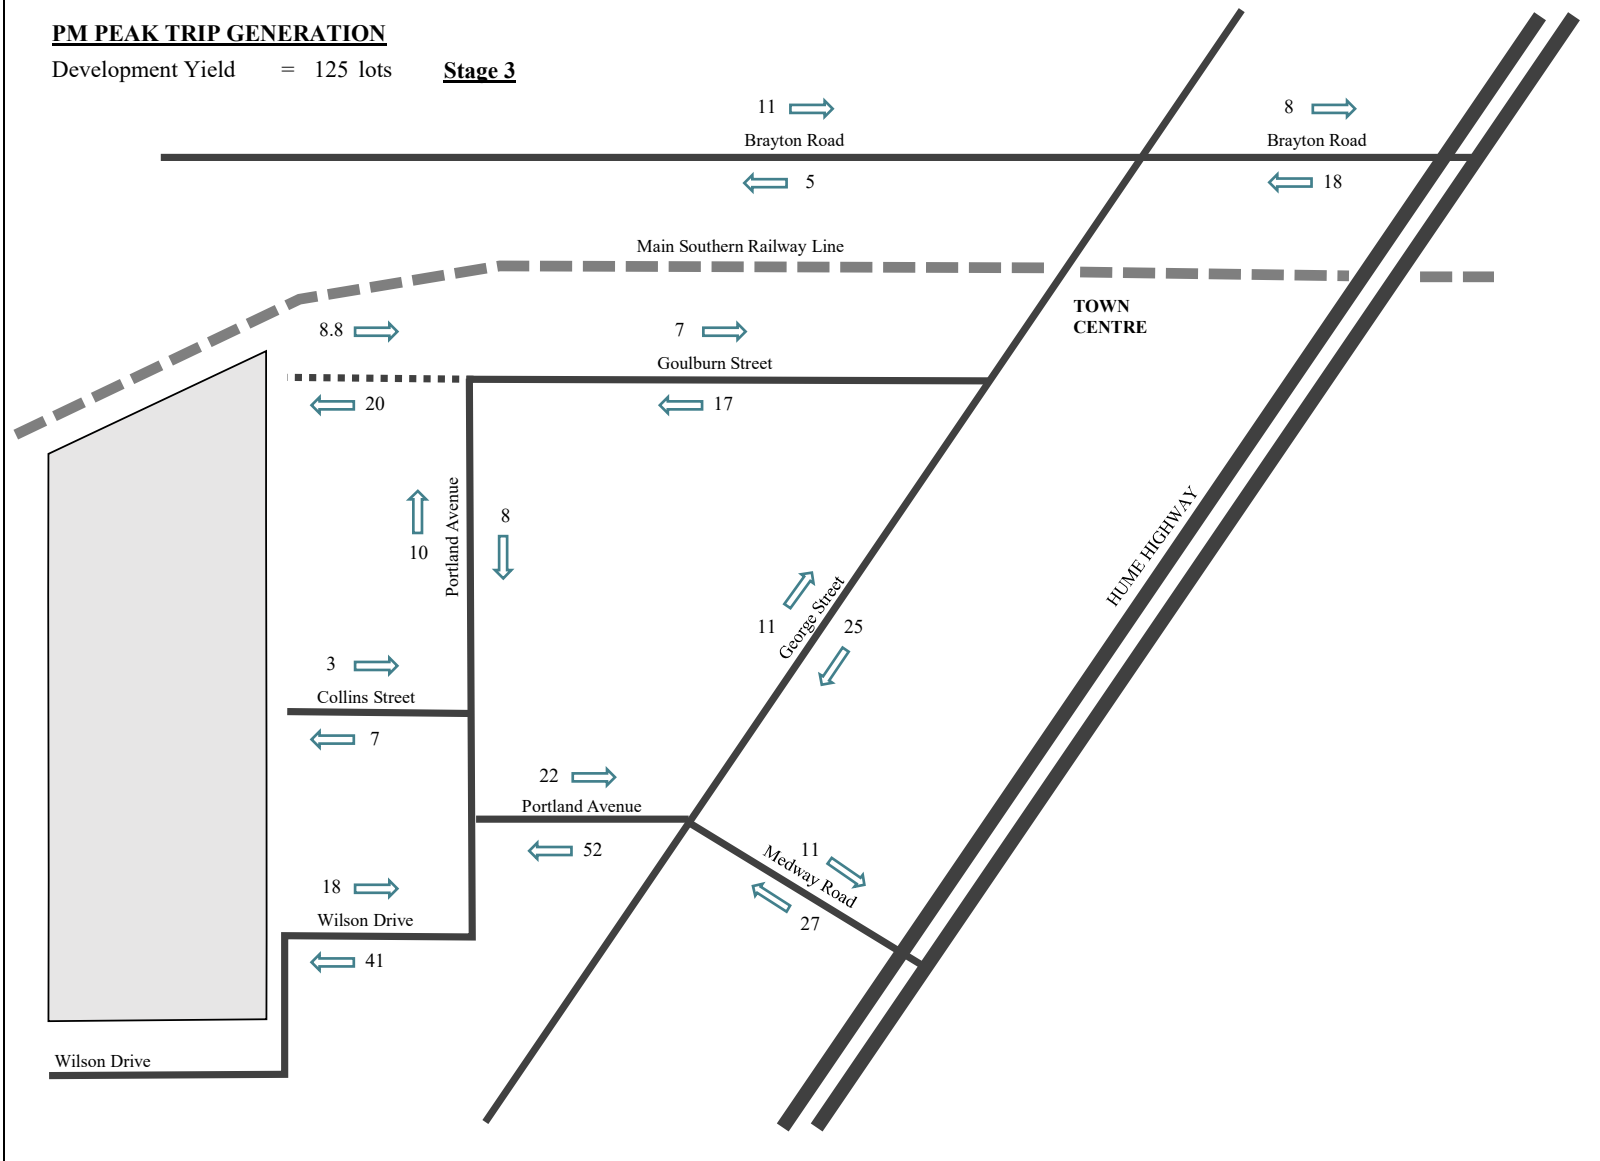 PM PEAK TRIP GENERATION
Development Yield = 125 lots Stage 3
11
8
Brayton Road
Brayton Road
5
18
Main Southern Railway Line
TOWN
CENTRE
8.8
7
Goulburn Street
20
17
Portland Avenue
8
10
HUME HIGHWAY
George Street
11
25
3
Collins Street
7
22
Portland Avenue
52
11
Medway Road
27
18
Wilson Drive
41
Wilson Drive